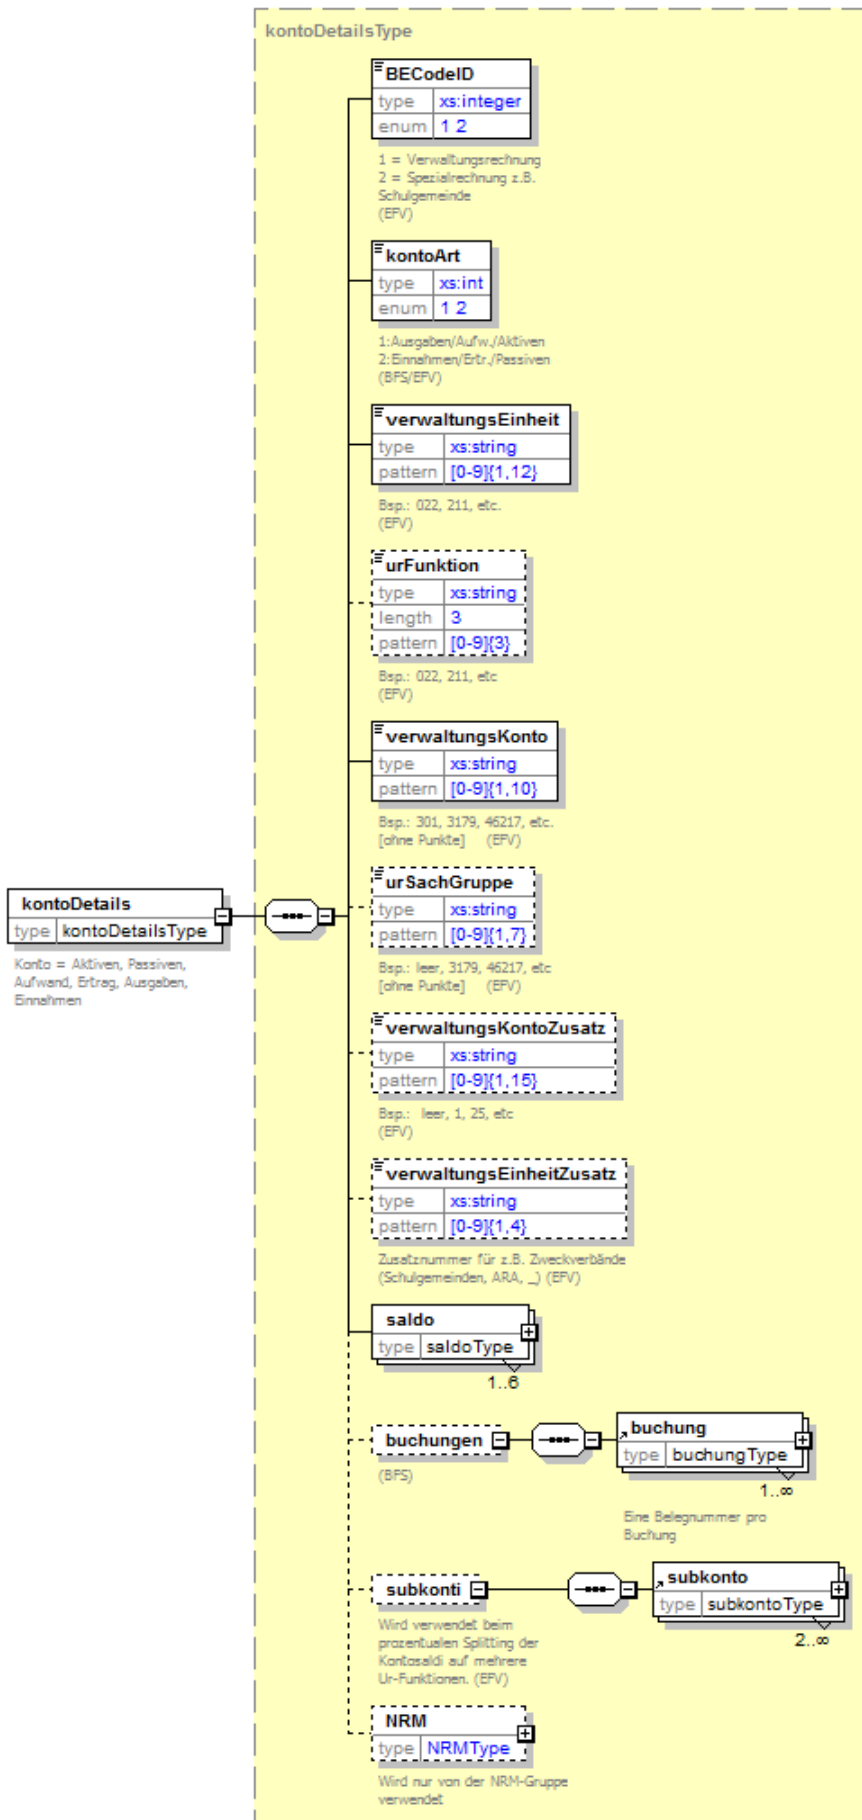 kontoDetailsType
BECodeID
type xs:integer
enum 1 2
1 = Verwaltungsrechnung
2 = Spezialrechnung z.B.
Schulgemeinde
(EFV)
kontoArt
type xs:int
enum 1 2
1:Ausgaben/Aufw./Aktiven
2:Einnahmen/Ertr./Passiven
(BFS/EFV)
verwaltungsEinheit
type xs:string
pattern [0-9]{1,12}
Bsp.: 022, 211, etc.
(EFV)
urFunktion
type xs:string
length 3
pattern [0-9]{3}
Bsp.: 022, 211, etc
(EFV)
verwaltungsKonto
type xs:string
pattern [0-9]{1,10}
Bsp.: 301, 3179, 46217, etc.
[ohne Punkte] (EFV)
urSachGruppe
type xs:string
pattern [0-9]{1,7}
Bsp.: leer, 3179, 46217, etc
[ohne Punkte] (EFV)
kontoDetails
type kontoDetailsType
Konto = Aktiven, Passiven,
Aufwand, Ertrag, Ausgaben,
Einnahmen
verwaltungsKontoZusatz
type xs:string
pattern [0-9]{1,15}
Bsp.: leer, 1, 25, etc
(EFV)
verwaltungsEinheitZusatz
type xs:string
pattern [0-9]{1,4}
Zusatznummer für z.B. Zweckverbände
(Schulgemeinden, ARA, _) (EFV)
saldo
type saldoType
1..6
buchungen
(BFS)
buchung
type buchungType
1..∞
Eine Belegnummer pro
Buchung
subkonti
Wird verwendet beim
prozentualen Splitting der
Kontosaldi auf mehrere
Ur-Funktionen. (EFV)
subkonto
type subkontoType
2..∞
NRM
type NRMType
Wird nur von der NRM-Gruppe
verwendet